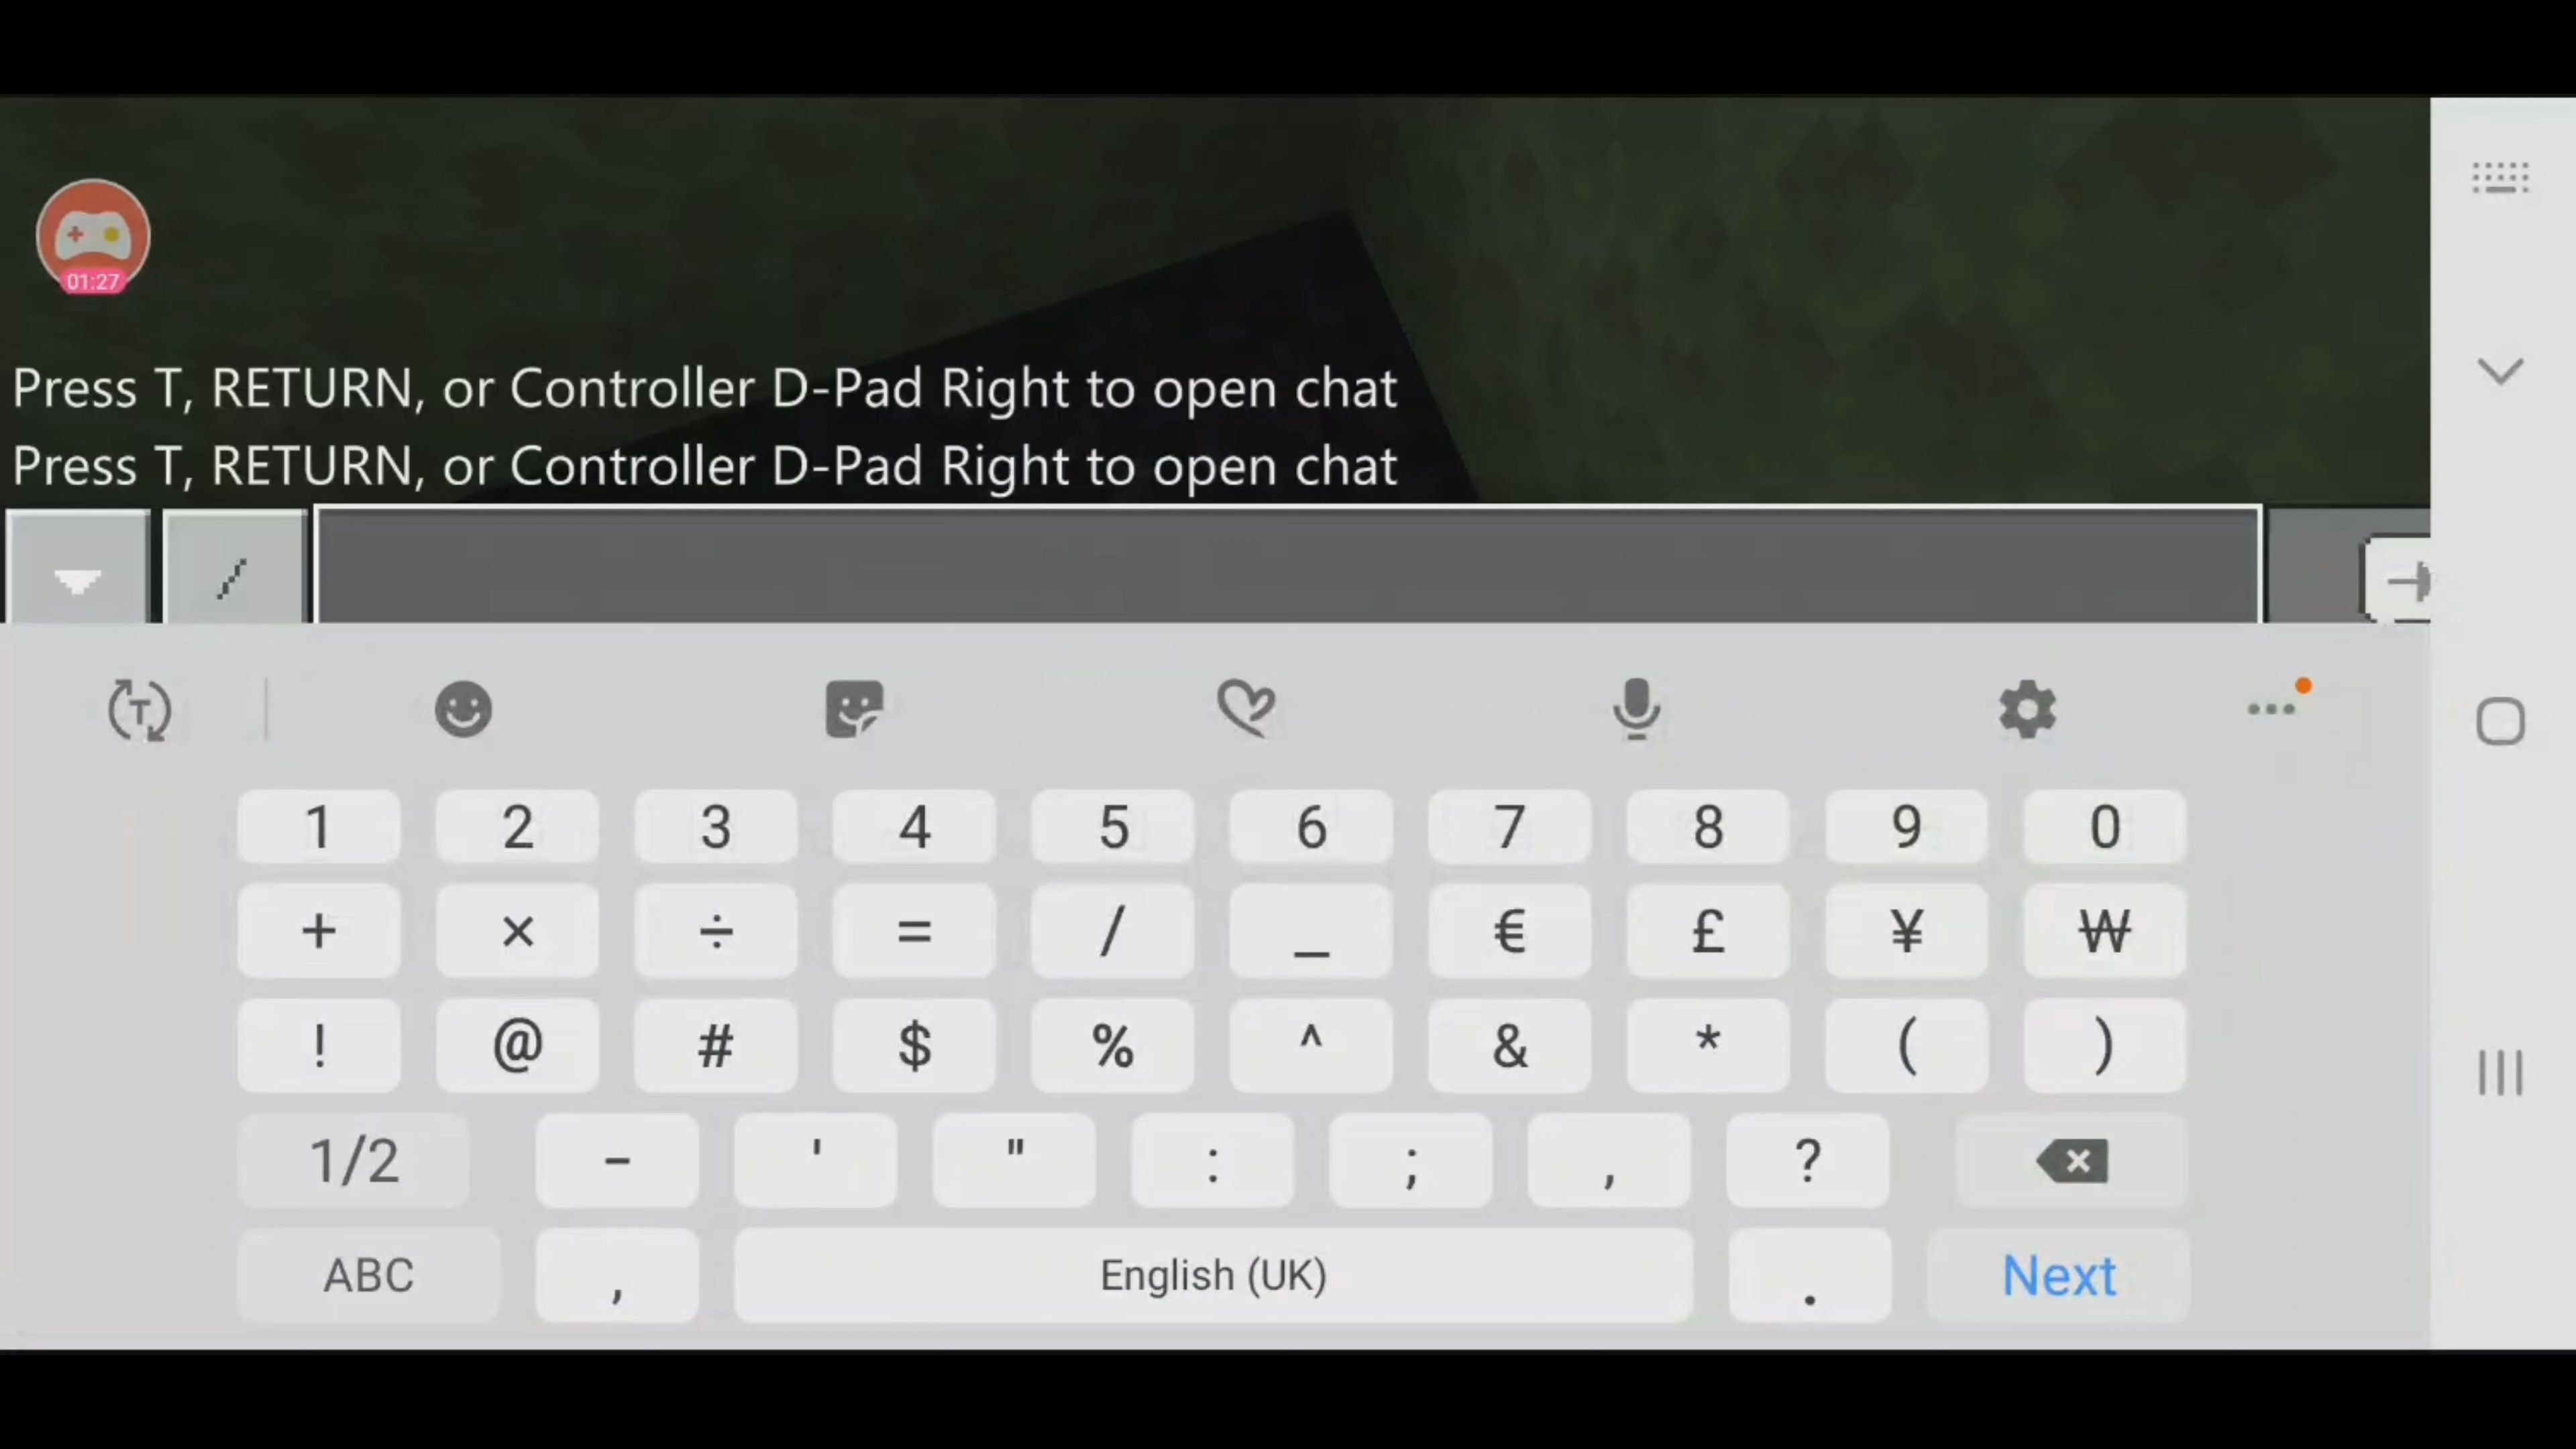 01:27
Press T, RETURN, or Controller D-Pad Right to open chat
Press T, RETURN, or Controller D-Pad Right to open chat
/
T
1 2 3 4 5 6 7 8 9 0
+ × ÷ = / _ € £ ¥ ₩
! @ # $ % ^ & * ( )
1/2 - ' " : ; , ?
ABC , English (UK) . Next